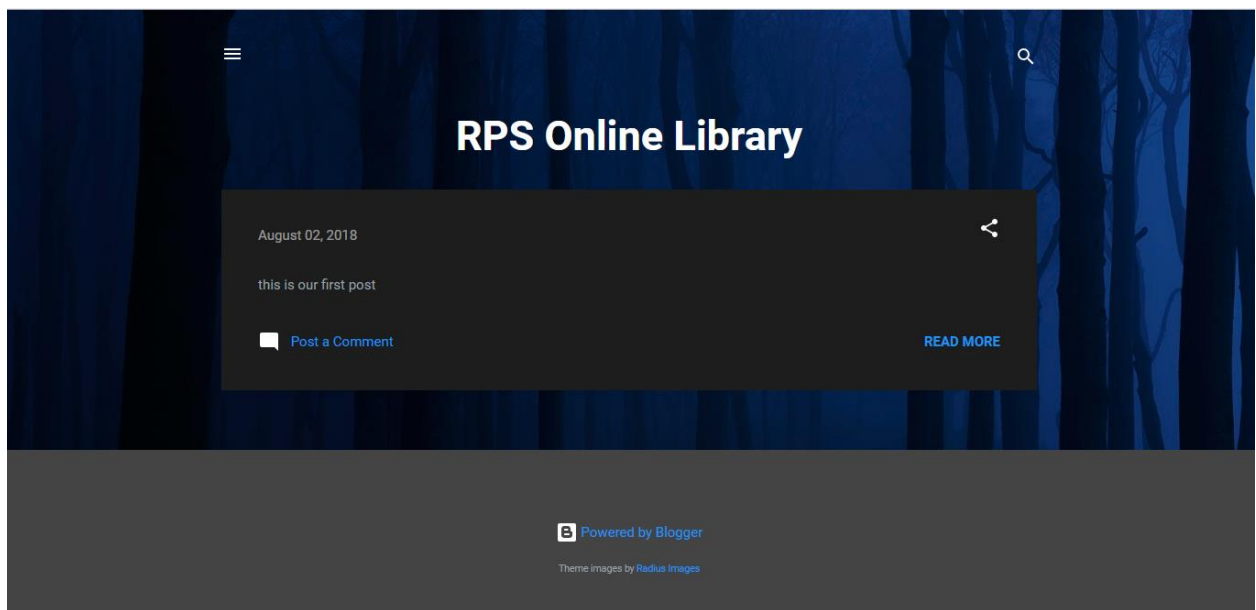 RPS Online Library
August 02, 2018
this is our first post
Post a Comment
READ MORE
Powered by Blogger
Theme images by Radius Images